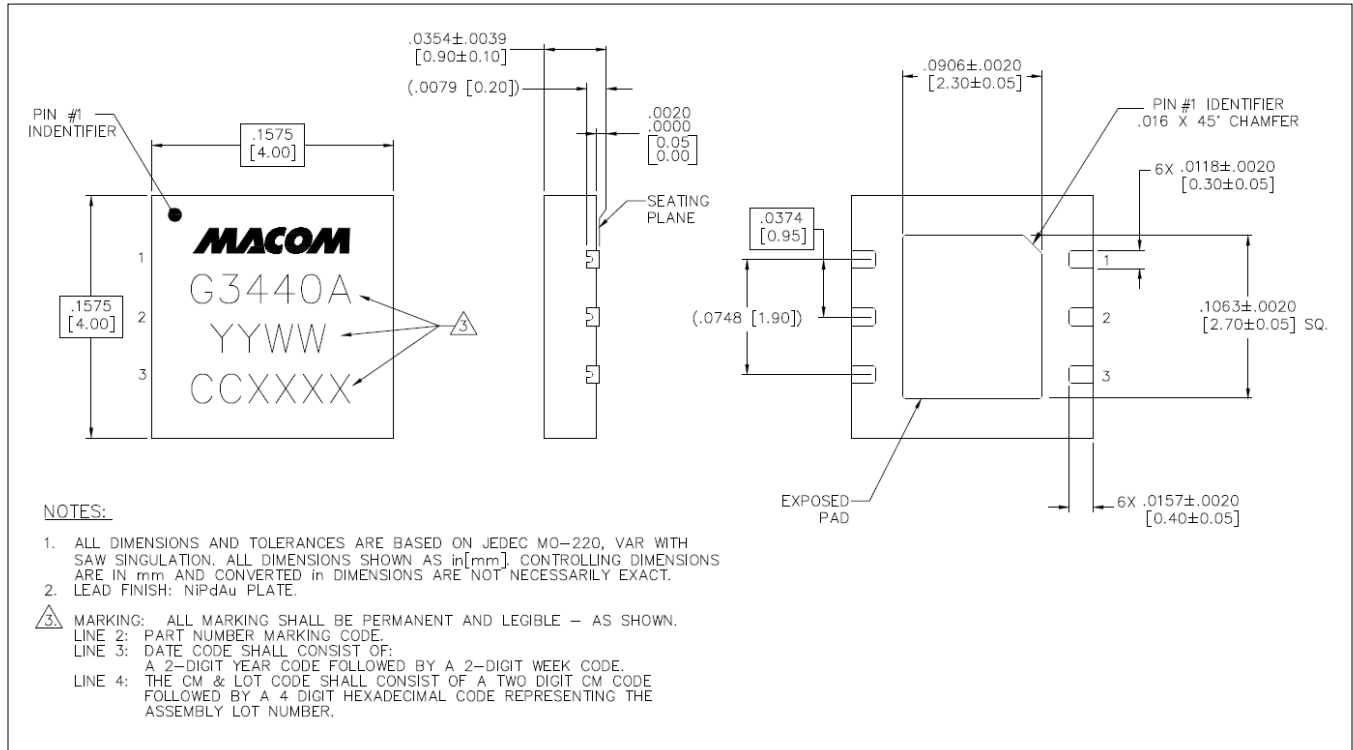 .0354±.0039
[0.90±0.10]
(.0079 [0.20])
.0020
.0000
[0.05
0.00]
PIN #1
INDENTIFIER
.1575
[4.00]
.1575
[4.00]
MACOM
G3440A
YYWW
CCXXXX
1
2
3
3
SEATING
PLANE
.0906±.0020
[2.30±0.05]
PIN #1 IDENTIFIER
.016 X 45° CHAMFER
6X .0118±.0020
[0.30±0.05]
.0374
[0.95]
(.0748 [1.90])
1
2
3
.1063±.0020
[2.70±0.05] SQ.
EXPOSED
PAD
6X .0157±.0020
[0.40±0.05]
NOTES:
1. ALL DIMENSIONS AND TOLERANCES ARE BASED ON JEDEC MO-220, VAR WITH
SAW SINGULATION. ALL DIMENSIONS SHOWN AS in[mm]. CONTROLLING DIMENSIONS
ARE IN mm AND CONVERTED in DIMENSIONS ARE NOT NECESSARILY EXACT.
2. LEAD FINISH: NiPdAu PLATE.
3. MARKING: ALL MARKING SHALL BE PERMANENT AND LEGIBLE – AS SHOWN.
LINE 2: PART NUMBER MARKING CODE.
LINE 3: DATE CODE SHALL CONSIST OF:
A 2-DIGIT YEAR CODE FOLLOWED BY A 2-DIGIT WEEK CODE.
LINE 4: THE CM & LOT CODE SHALL CONSIST OF A TWO DIGIT CM CODE
FOLLOWED BY A 4 DIGIT HEXADECIMAL CODE REPRESENTING THE
ASSEMBLY LOT NUMBER.